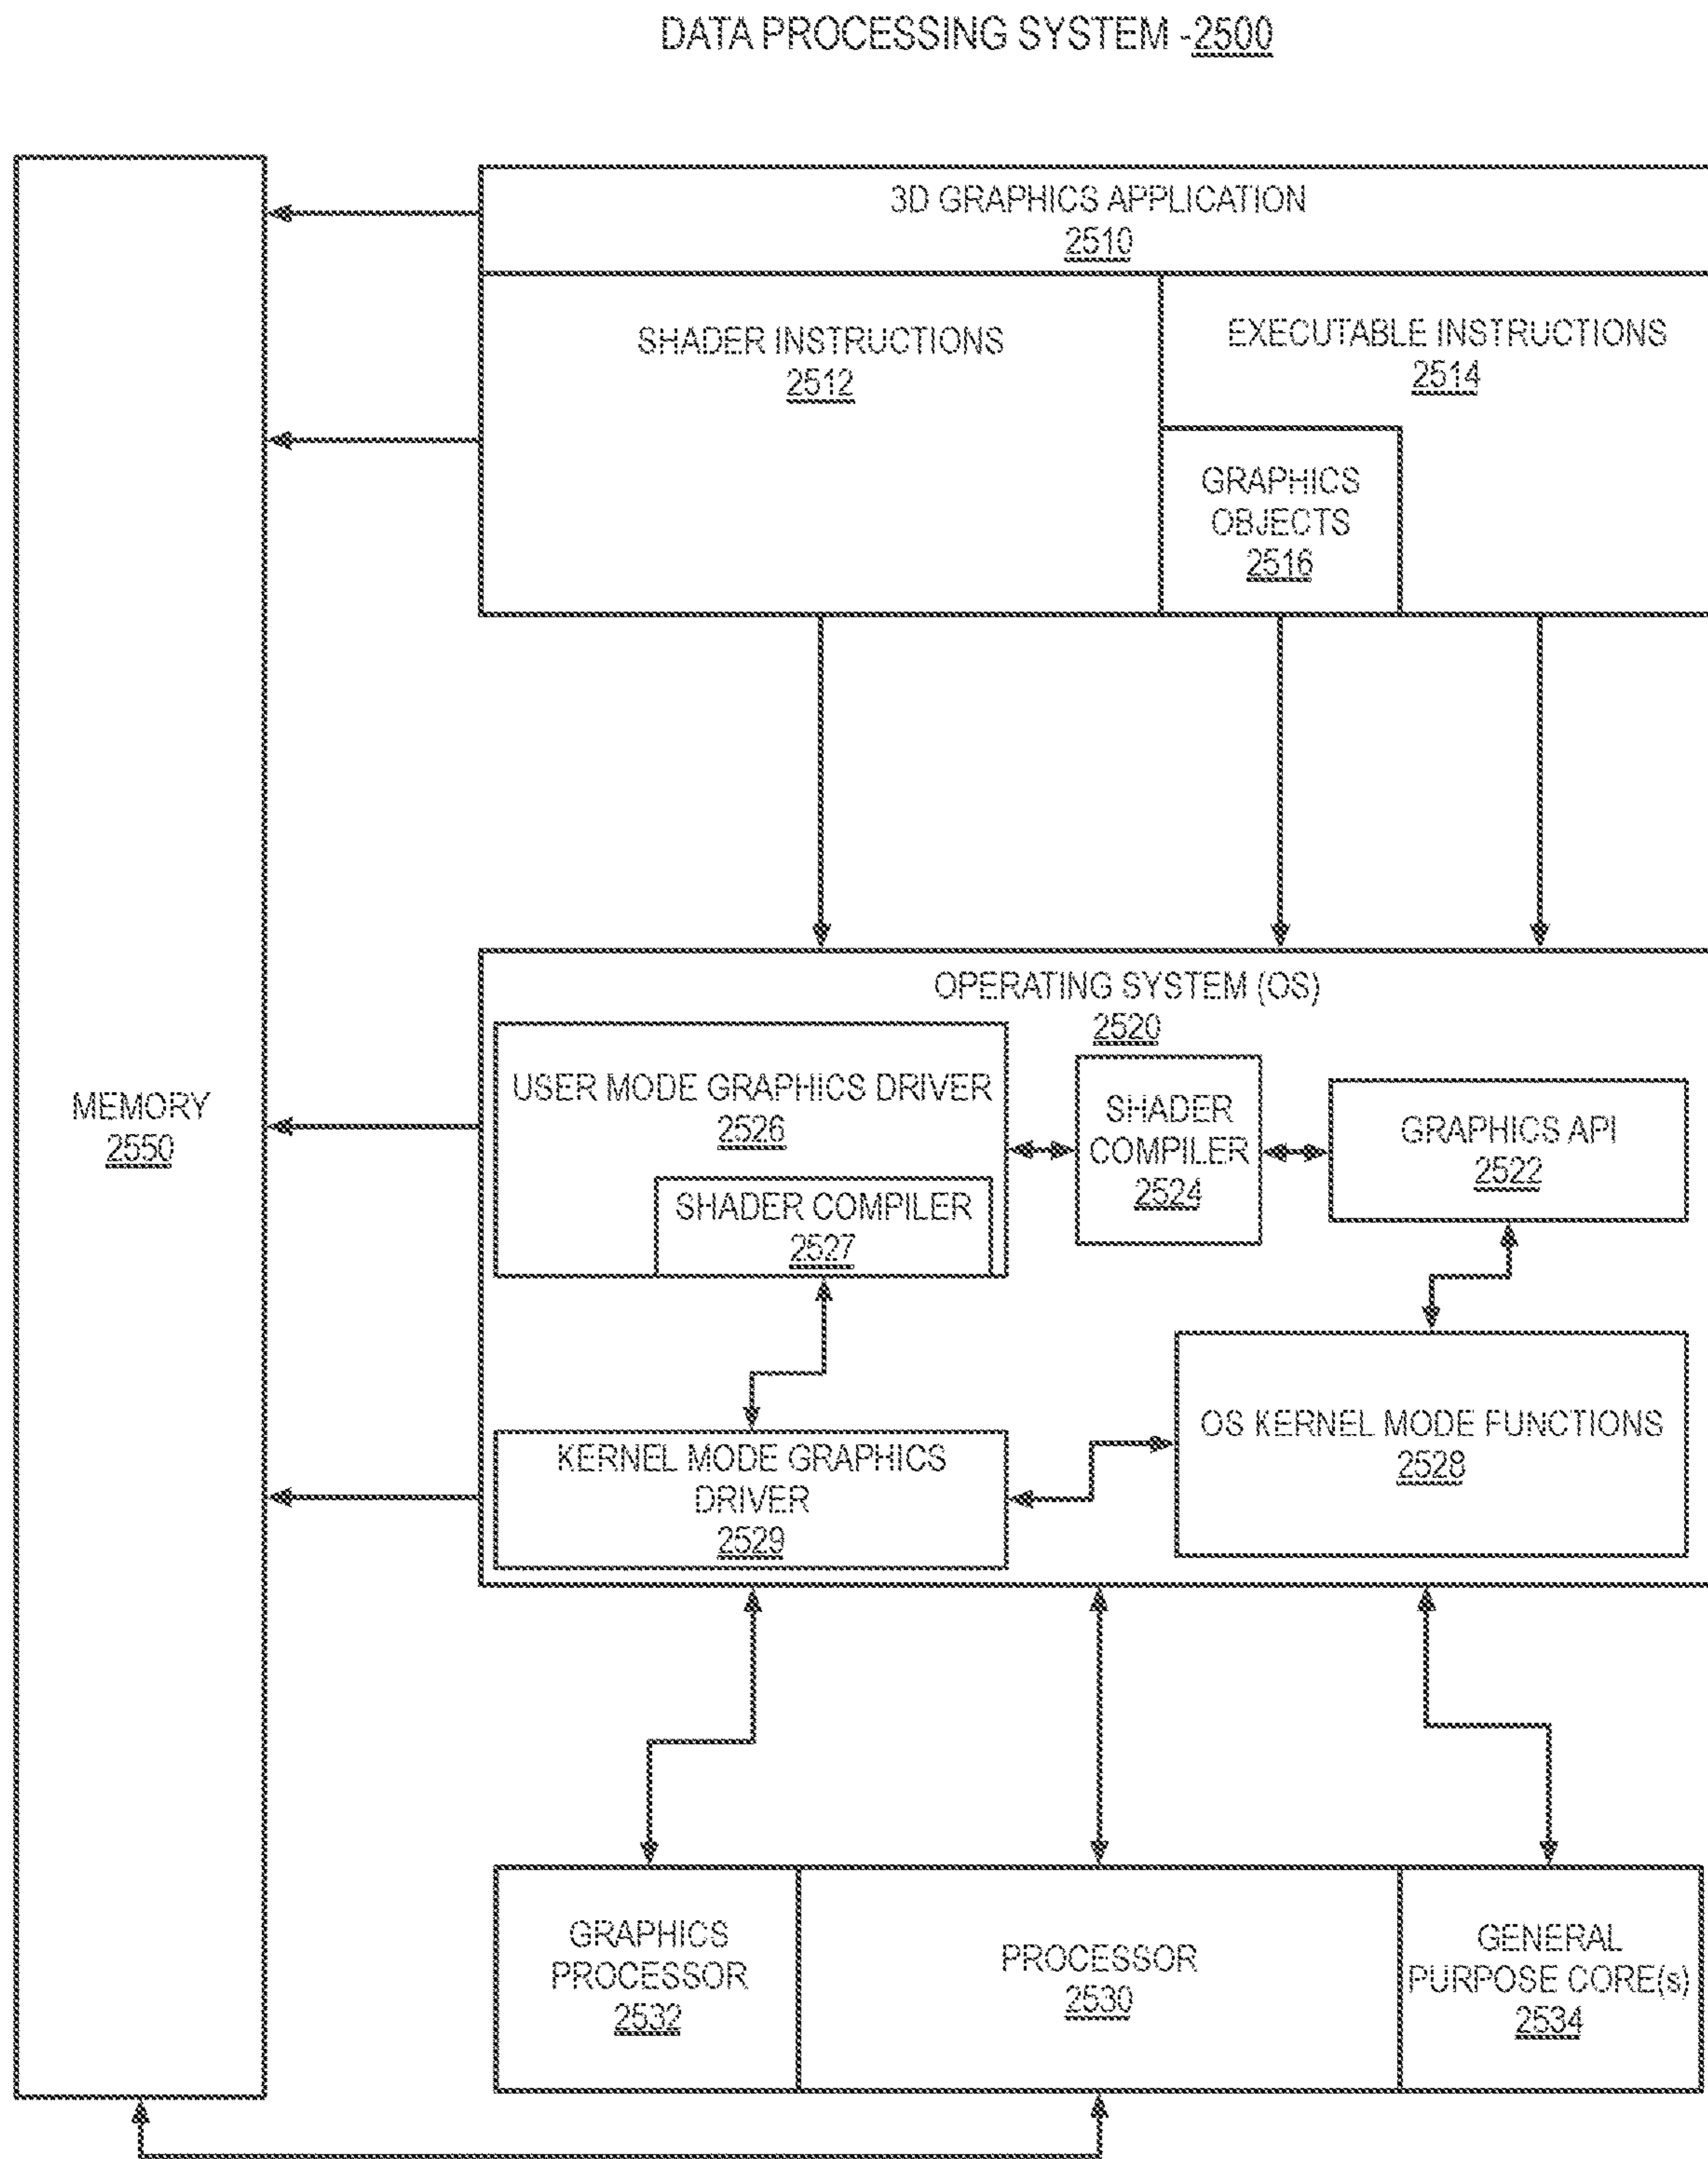 DATA PROCESSING SYSTEM -2500
3D GRAPHICS APPLICATION
2510
SHADER INSTRUCTIONS
2512
EXECUTABLE INSTRUCTIONS
2514
GRAPHICS
OBJECTS
2516
MEMORY
2550
OPERATING SYSTEM (OS)
2520
USER MODE GRAPHICS DRIVER
2526
SHADER COMPILER
2527
SHADER
COMPILER
2524
GRAPHICS API
2522
KERNEL MODE GRAPHICS
DRIVER
2529
OS KERNEL MODE FUNCTIONS
2528
GRAPHICS
PROCESSOR
2532
PROCESSOR
2530
GENERAL
PURPOSE CORE(s)
2534